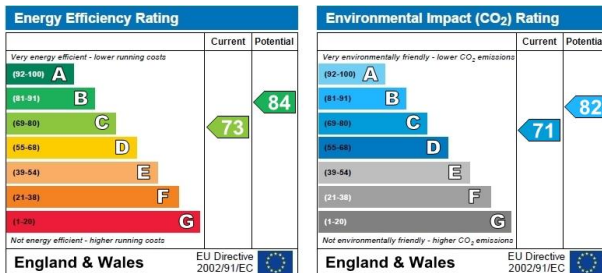 Energy Efficiency Rating
Current Potential
Very energy efficient - lower running costs
(92-100) A
(81-91) B
84
(69-80) C
73
(55-68) D
(39-54) E
(21-38) F
(1-20) G
Not energy efficient - higher running costs
England & Wales
EU Directive
2002/91/EC
Environmental Impact (CO2) Rating
Current Potential
Very environmentally friendly - lower CO2 emissions
(92-100) A
(81-91) B
82
(69-80) C
71
(55-68) D
(39-54) E
(21-38) F
(1-20) G
Not environmentally friendly - higher CO2 emissions
England & Wales
EU Directive
2002/91/EC